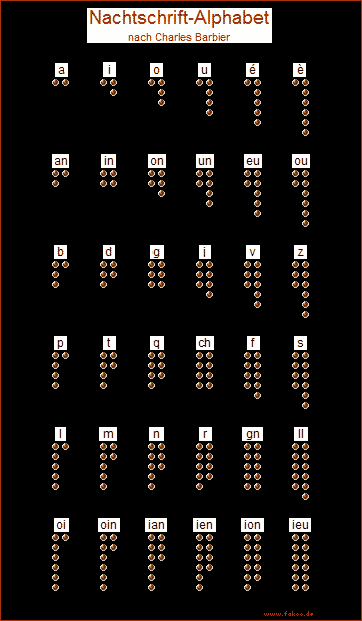 Nachtschrift-Alphabet
nach Charles Barbier
a i o u é è
an in on un eu ou
b d g j v z
p t q ch f s
l m n r gn ll
oi oin ian ien ion ieu
www.fakoo.de